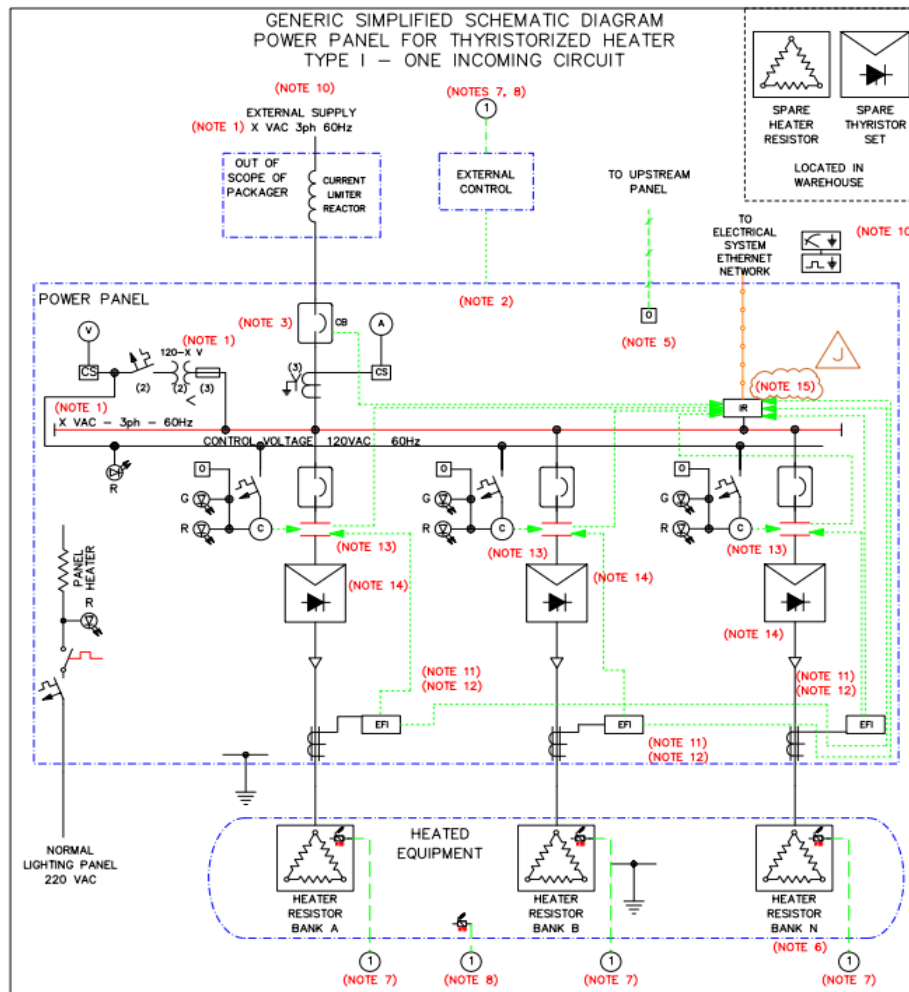 GENERIC SIMPLIFIED SCHEMATIC DIAGRAM
POWER PANEL FOR THYRISTORIZED HEATER
TYPE I – ONE INCOMING CIRCUIT
SPARE
HEATER
RESISTOR
SPARE
THYRISTOR
SET
LOCATED IN
WAREHOUSE
(NOTE 10)
EXTERNAL SUPPLY
(NOTE 1) X VAC 3ph 60Hz
(NOTES 7, 8)
1
OUT OF
SCOPE OF
PACKAGER
CURRENT
LIMITER
REACTOR
EXTERNAL
CONTROL
TO UPSTREAM
PANEL
TO
ELECTRICAL
SYSTEM
ETHERNET
NETWORK
(NOTE 10
POWER PANEL
(NOTE 2)
V
(NOTE 3)
CB
A
O
(NOTE 5)
J
120-X V
(NOTE 1)
CS
(2)
(2)
(3)
(3)
CS
(NOTE 15)
IR
(NOTE 1)
X VAC – 3ph – 60Hz
CONTROL VOLTAGE 120VAC 60Hz
R
O
G
R
C
O
G
R
C
O
G
R
C
(NOTE 13)
(NOTE 13)
(NOTE 13)
PANEL
HEATER
R
(NOTE 14)
(NOTE 14)
(NOTE 14)
(NOTE 11)
(NOTE 12)
(NOTE 11)
(NOTE 12)
EFI
EFI
EFI
(NOTE 11)
(NOTE 12)
HEATED
EQUIPMENT
NORMAL
LIGHTING PANEL
220 VAC
HEATER
RESISTOR
BANK A
HEATER
RESISTOR
BANK B
HEATER
RESISTOR
BANK N
(NOTE 6)
1
1
1
1
(NOTE 7)
(NOTE 8)
(NOTE 7)
(NOTE 7)